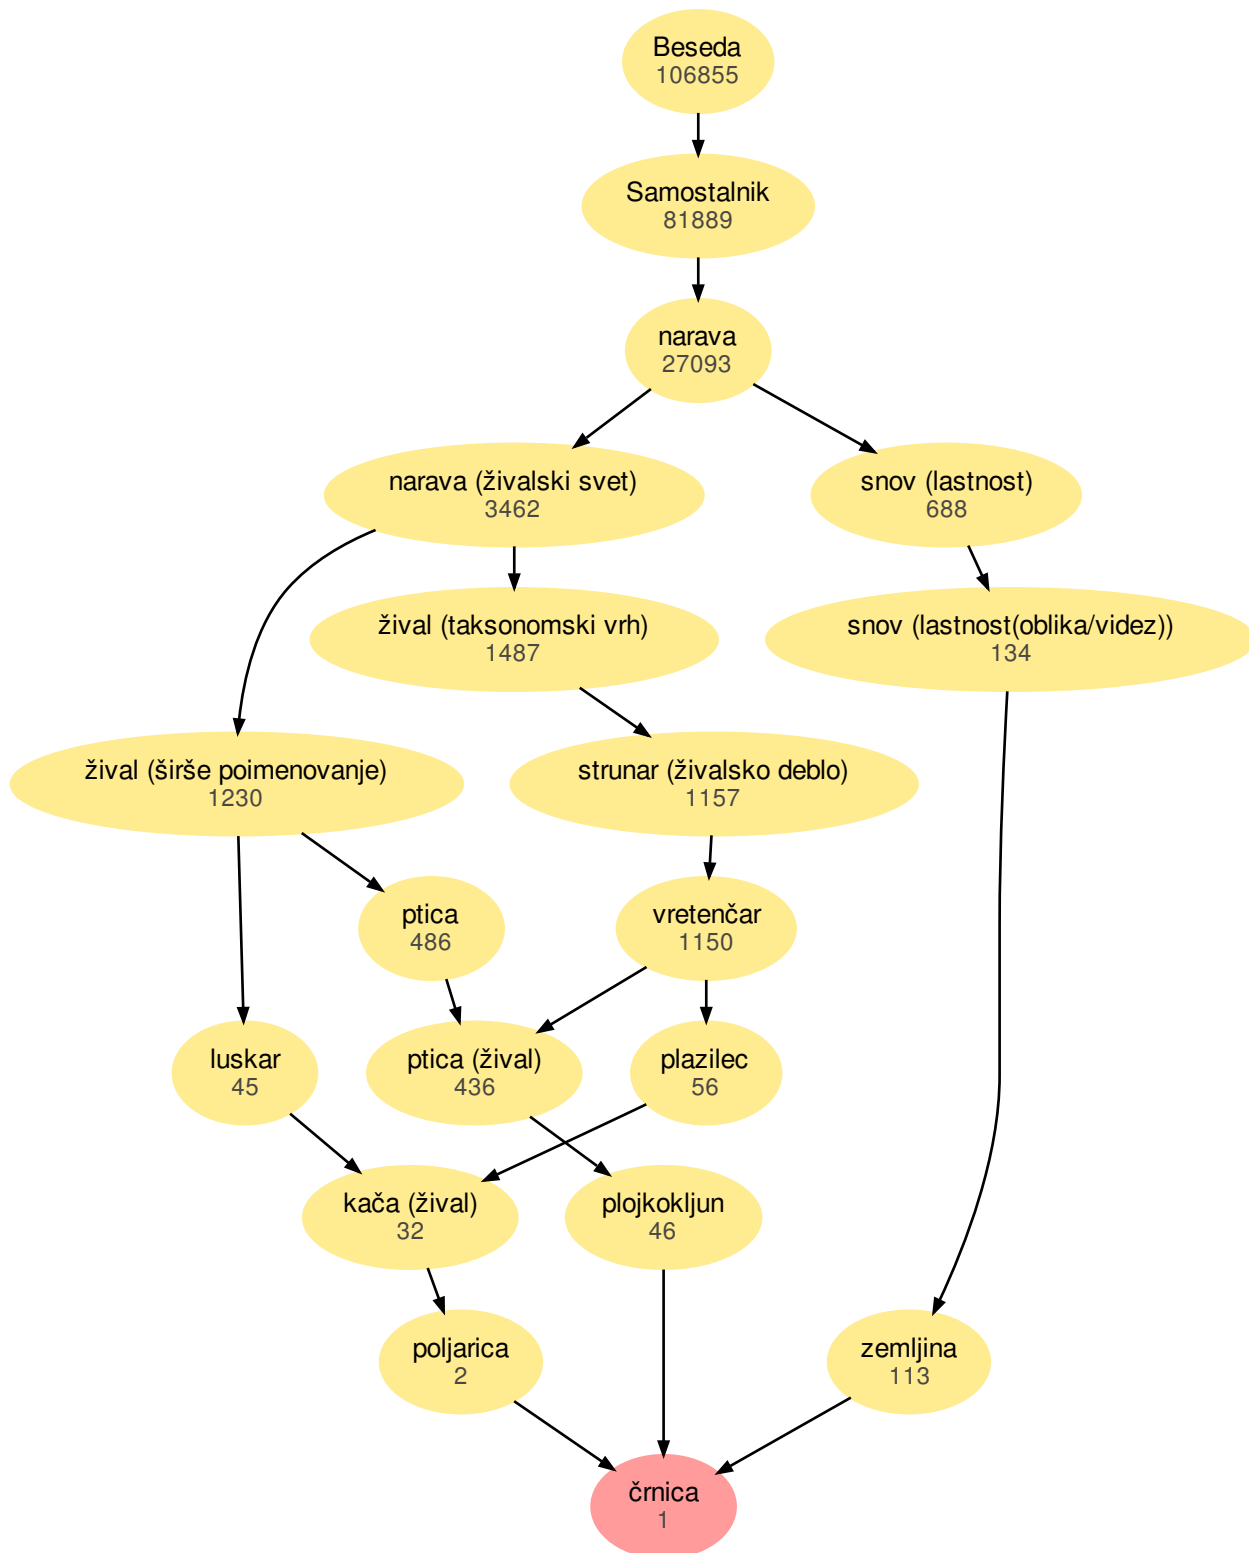 Beseda
106855
Samostalnik
81889
narava
27093
narava (živalski svet)
3462
snov (lastnost)
688
žival (taksonomski vrh)
1487
snov (lastnost(oblika/videz))
134
žival (širše poimenovanje)
1230
strunar (živalsko deblo)
1157
ptica
486
vretenčar
1150
luskar
45
ptica (žival)
436
plazilec
56
kača (žival)
32
plojkokljun
46
poljarica
2
zemljina
113
črnica
1